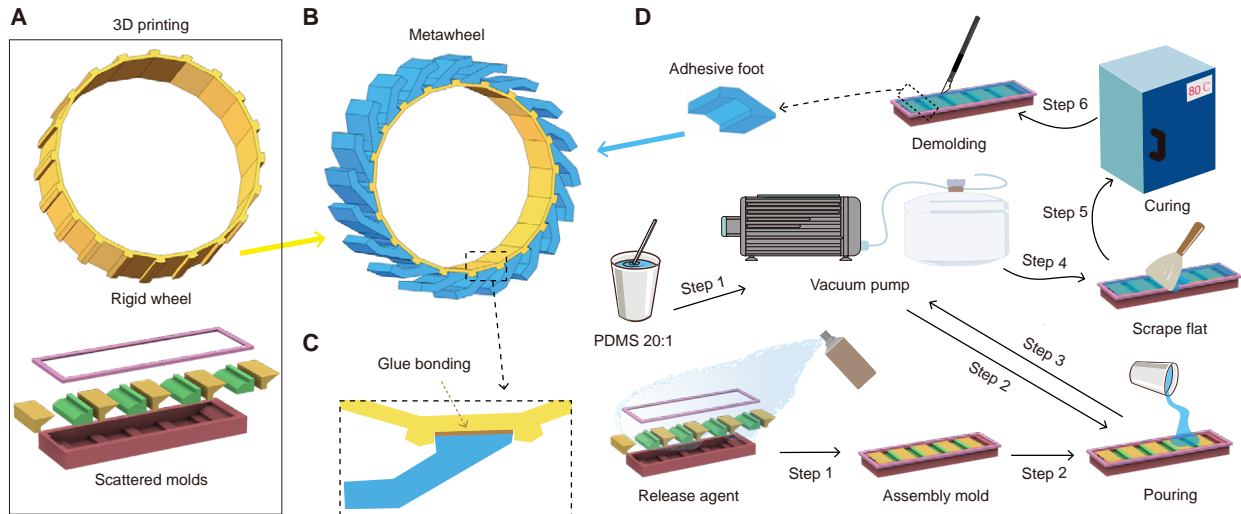 A
3D printing
Rigid wheel
Scattered molds
B
Metawheel
C
Glue bonding
D
Adhesive foot
Demolding
Step 6
80 C
Curing
Step 5
Step 1
PDMS 20:1
Vacuum pump
Step 4
Scrape flat
Step 3
Step 2
Release agent
Step 1
Assembly mold
Step 2
Pouring